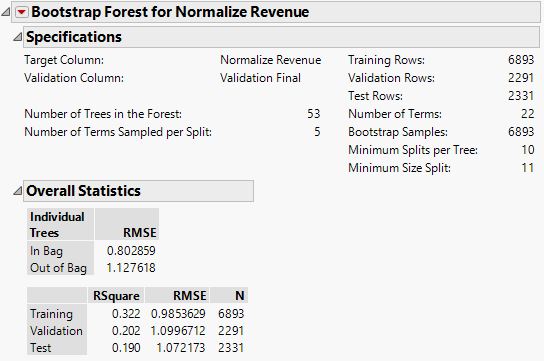 Bootstrap Forest for Normalize Revenue
Specifications
Target Column: Normalize Revenue Training Rows: 6893
Validation Column: Validation Final Validation Rows: 2291
Test Rows: 2331
Number of Trees in the Forest: 53 Number of Terms: 22
Number of Terms Sampled per Split: 5 Bootstrap Samples: 6893
Minimum Splits per Tree: 10
Minimum Size Split: 11
Overall Statistics
Individual
Trees RMSE
In Bag 0.802859
Out of Bag 1.127618
RSquare RMSE N
Training 0.322 0.9853629 6893
Validation 0.202 1.0996712 2291
Test 0.190 1.072173 2331